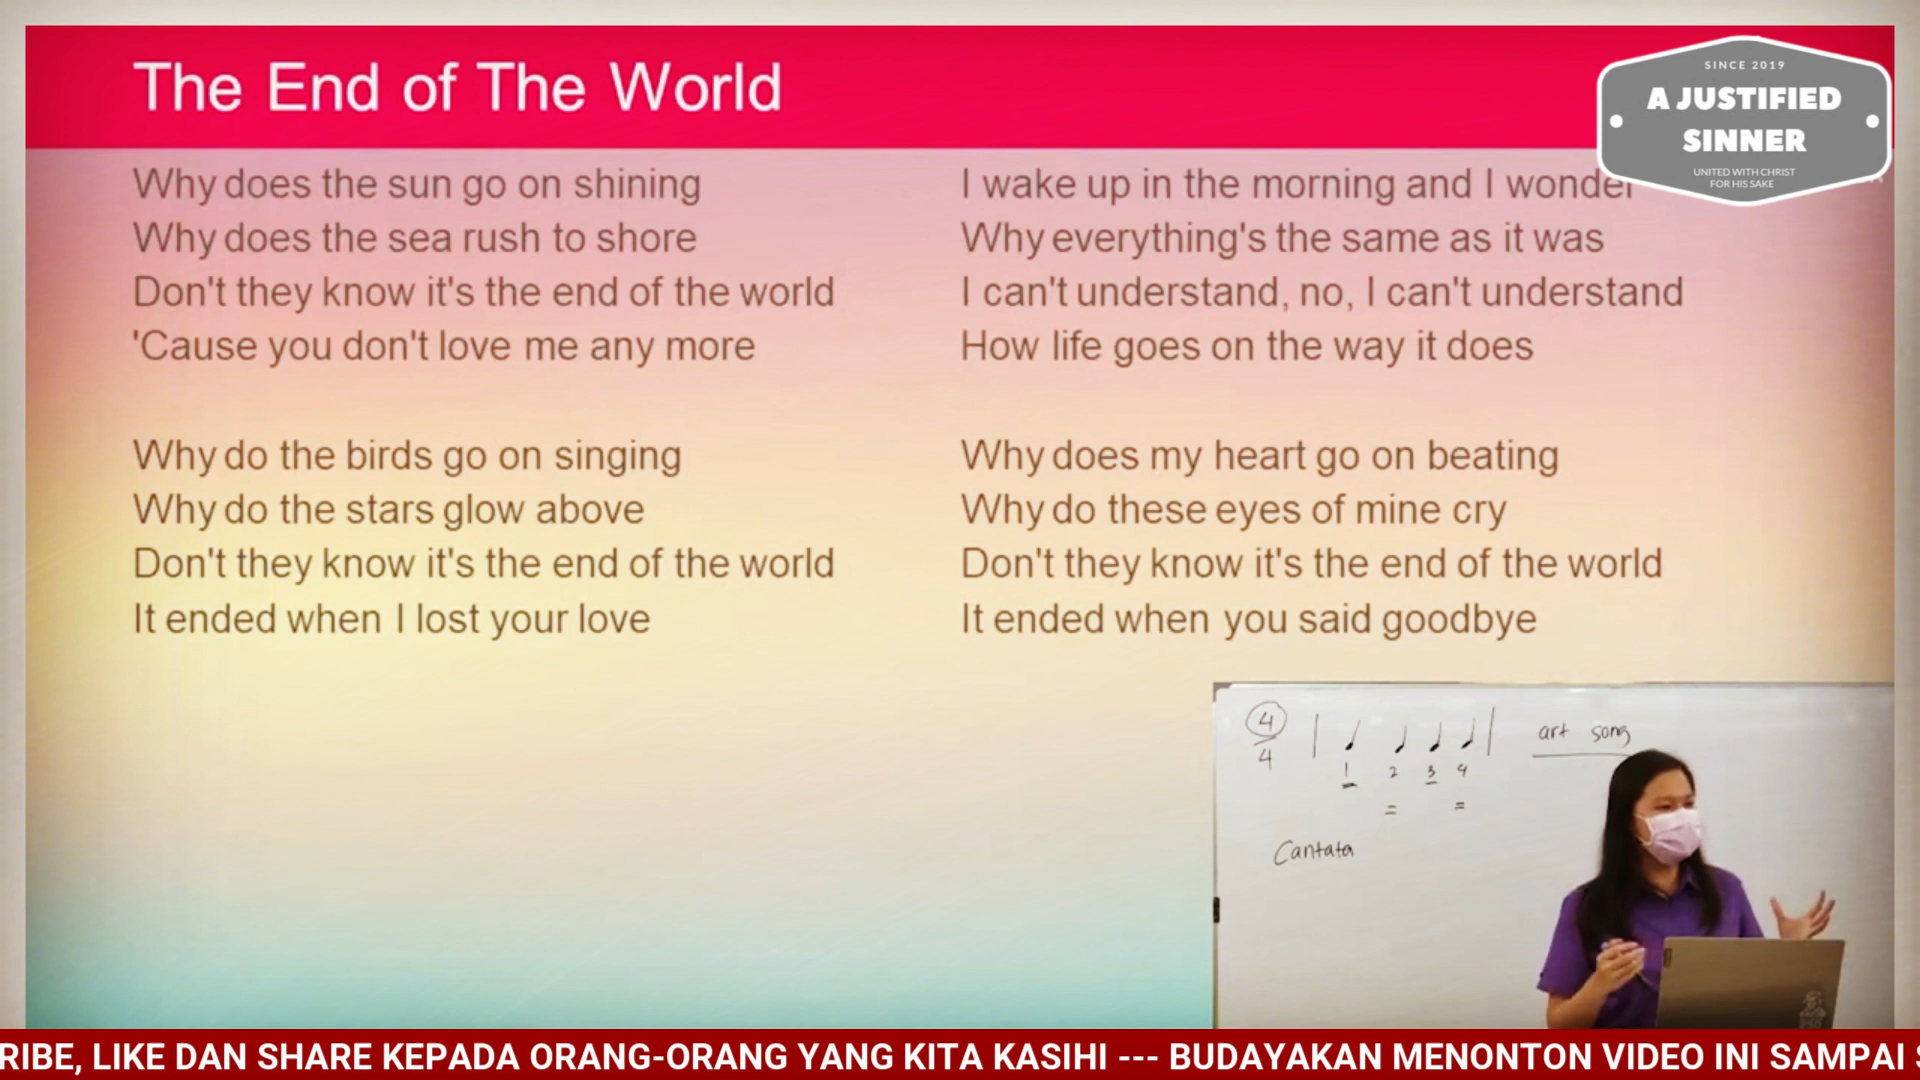 The End of The World
SINCE 2019
A JUSTIFIED
SINNER
UNITED WITH CHRIST
FOR HIS SAKE
Why does the sun go on shining
Why does the sea rush to shore
Don't they know it's the end of the world
'Cause you don't love me any more
Why do the birds go on singing
Why do the stars glow above
Don't they know it's the end of the world
It ended when I lost your love
I wake up in the morning and I wonder
Why everything's the same as it was
I can't understand, no, I can't understand
How life goes on the way it does
Why does my heart go on beating
Why do these eyes of mine cry
Don't they know it's the end of the world
It ended when you said goodbye
4
4
1 2 3 4
= =
art song
Cantata
RIBE, LIKE DAN SHARE KEPADA ORANG-ORANG YANG KITA KASIHI --- BUDAYAKAN MENONTON VIDEO INI SAMPAI